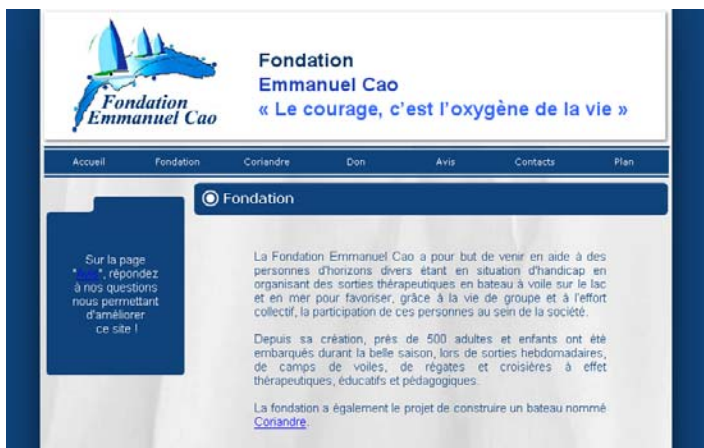 Fondation
Emmanuel Cao
Fondation
Emmanuel Cao
« Le courage, c'est l'oxygène de la vie »
Accueil Fondation Coriandre Don Avis Contacts Plan
Fondation
Sur la page
" ", répondez
à nos questions
nous permettant
d'améliorer
ce site !
La Fondation Emmanuel Cao a pour but de venir en aide à des
personnes d'horizons divers étant en situation d'handicap en
organisant des sorties thérapeutiques en bateau à voile sur le lac
et en mer pour favoriser, grâce à la vie de groupe et à l'effort
collectif, la participation de ces personnes au sein de la société.
Depuis sa création, près de 500 adultes et enfants ont été
embarqués durant la belle saison, lors de sorties hebdomadaires,
de camps de voiles, de régates et croisières à effet
thérapeutiques, éducatifs et pédagogiques.
La fondation a également le projet de construire un bateau nommé
Coriandre.